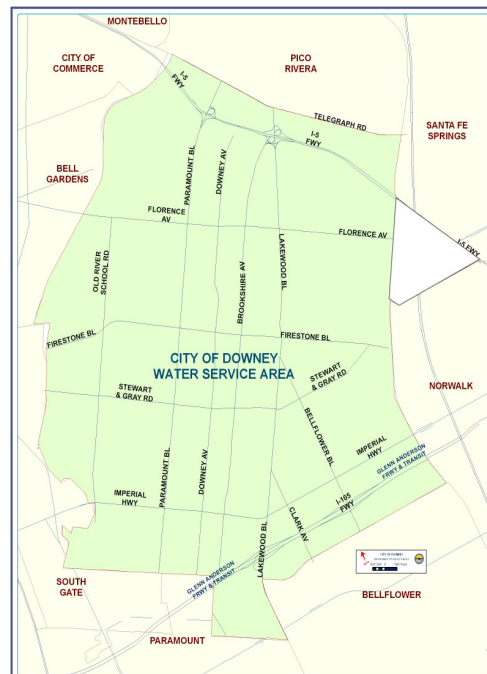 MONTEBELLO
CITY OF
COMMERCE
PICO
RIVERA
I-5
FWY
TELEGRAPH RD
SANTA FE
SPRINGS
I-5
FWY
BELL
GARDENS
PARAMOUNT BL
DOWNEY AV
FLORENCE
AV
FLORENCE AV
I-5 FWY
OLD RIVER
SCHOOL RD
BROOKSHIRE AV
LAKEWOOD BL
FIRESTONE BL
FIRESTONE BL
CITY OF DOWNEY
WATER SERVICE AREA
STEWART
& GRAY RD
STEWART
& GRAY RD
NORWALK
BELLFLOWER BL
IMPERIAL
HWY
GLENN ANDERSON
FRWT & TRANSIT
PARAMOUNT BL
DOWNEY AV
IMPERIAL
HWY
I-105
FWY
CLARK AV
LAKEWOOD BL
GLENN ANDERSON
FRWT & TRANSIT
CITY OF DOWNEY
SOUTH
GATE
BELLFLOWER
PARAMOUNT